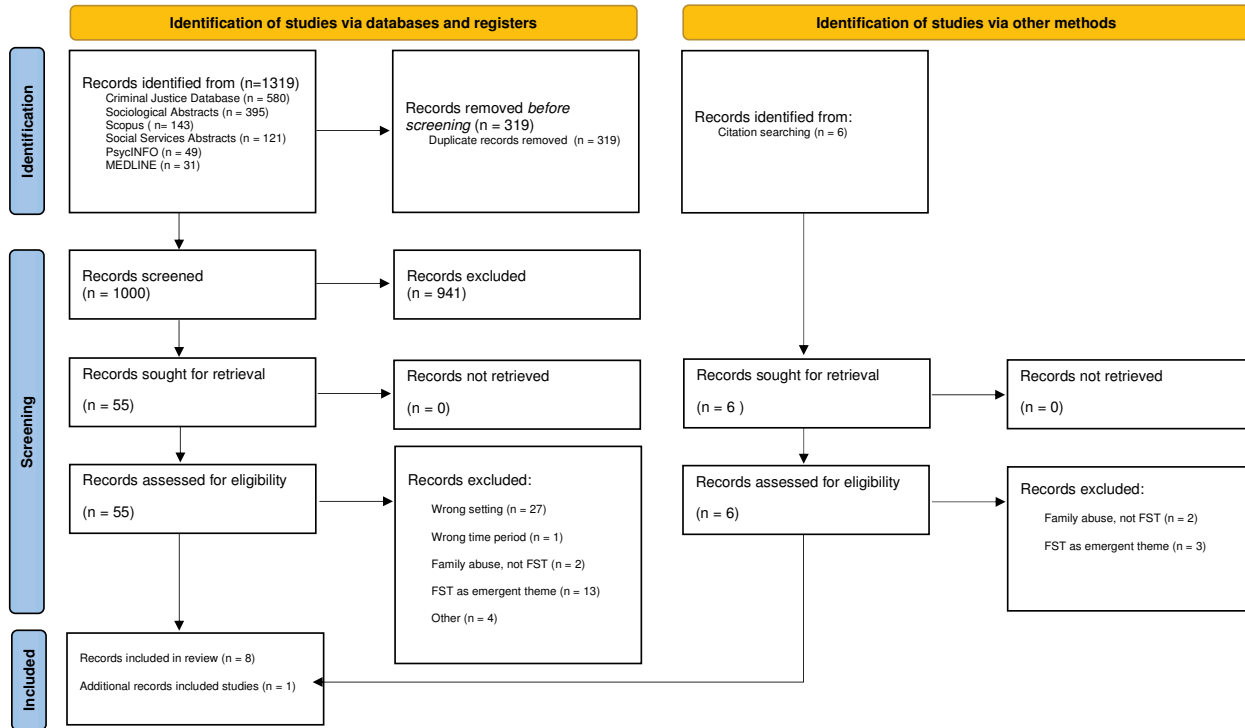 Identification of studies via databases and registers
Identification of studies via other methods
Identification
Records identified from (n=1319)
Criminal Justice Database (n = 580)
Sociological Abstracts (n = 395)
Scopus ( n= 143)
Social Services Abstracts (n = 121)
PsycINFO (n = 49)
MEDLINE (n = 31)
Records removed before
screening (n = 319)
Duplicate records removed (n = 319)
Records identified from:
Citation searching (n = 6)
Screening
Records screened
(n = 1000)
Records excluded
(n = 941)
Records sought for retrieval
(n = 55)
Records not retrieved
(n = 0)
Records sought for retrieval
(n = 6 )
Records not retrieved
(n = 0)
Records assessed for eligibility
(n = 55)
Records excluded:
Wrong setting (n = 27)
Wrong time period (n = 1)
Family abuse, not FST (n = 2)
FST as emergent theme (n = 13)
Other (n = 4)
Records assessed for eligibility
(n = 6)
Records excluded:
Family abuse, not FST (n = 2)
FST as emergent theme (n = 3)
Included
Records included in review (n = 8)
Additional records included studies (n = 1)